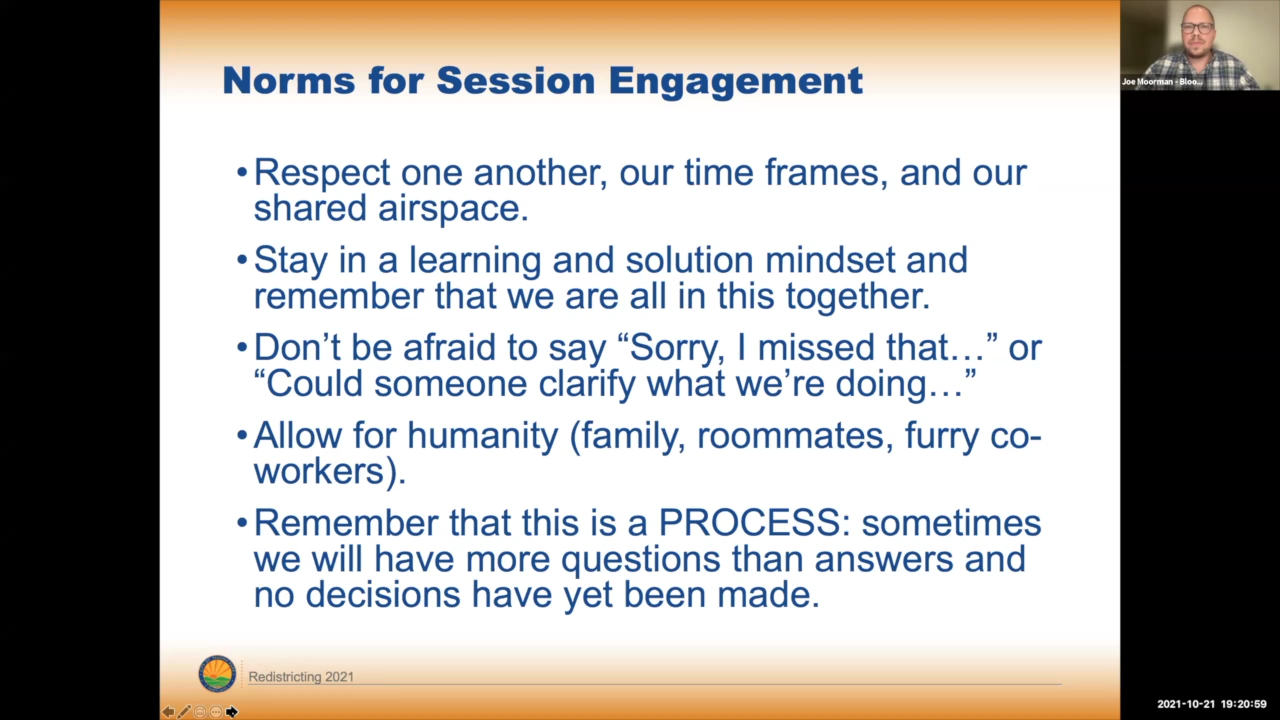 Norms for Session Engagement
•Respect one another, our time frames, and our
shared airspace.
•Stay in a learning and solution mindset and
remember that we are all in this together.
•Don’t be afraid to say “Sorry, I missed that…” or
“Could someone clarify what we’re doing…”
•Allow for humanity (family, roommates, furry co-
workers).
•Remember that this is a PROCESS: sometimes
we will have more questions than answers and
no decisions have yet been made.
Redistricting 2021
Joe Moorman - Bloo...
2021-10-21 19:20:59